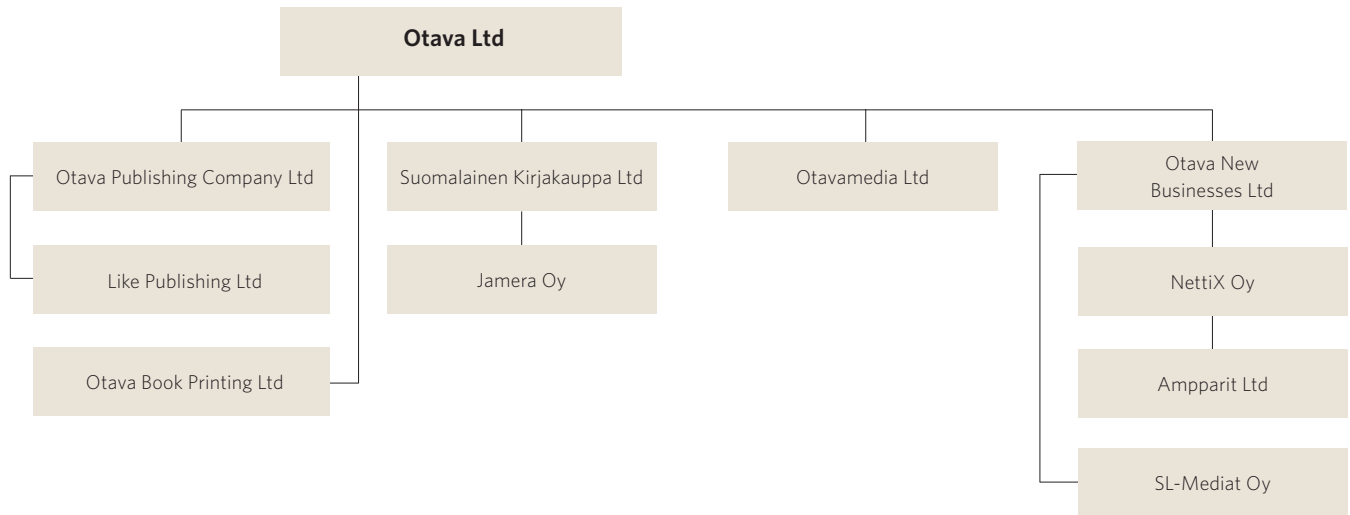 Otava Ltd
Otava Publishing Company Ltd
Suomalainen Kirjakauppa Ltd
Otavamedia Ltd
Otava New
Businesses Ltd
Like Publishing Ltd
Jamera Oy
NettiX Oy
Otava Book Printing Ltd
Ampparit Ltd
SL-Mediat Oy